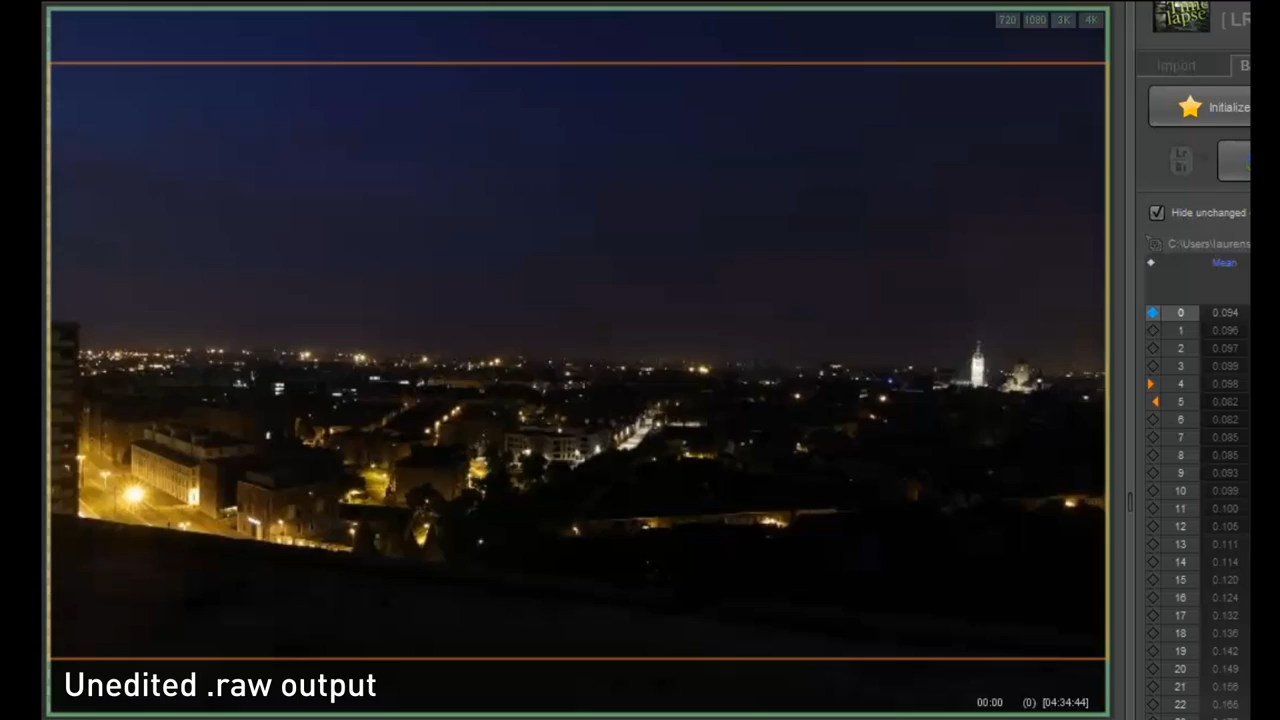 720 1080 3K 4K
lapse
[ LR
Import
B
Initialize
Hide unchanged
C:\Users\laurens
Mean
0 0.094
1 0.096
2 0.097
3 0.099
4 0.098
5 0.082
6 0.082
7 0.085
8 0.085
9 0.093
10 0.099
11 0.100
12 0.105
13 0.111
14 0.114
15 0.120
16 0.124
17 0.132
18 0.136
19 0.142
20 0.149
21 0.156
22 0.165
Unedited .raw output
00:00 (0) [04:34:44]